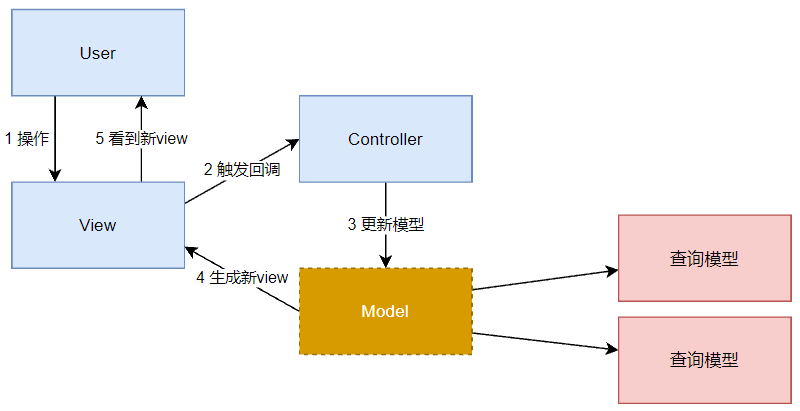 User
1 操作
5 看到新view
View
2 触发回调
Controller
3 更新模型
4 生成新view
Model
查询模型
查询模型